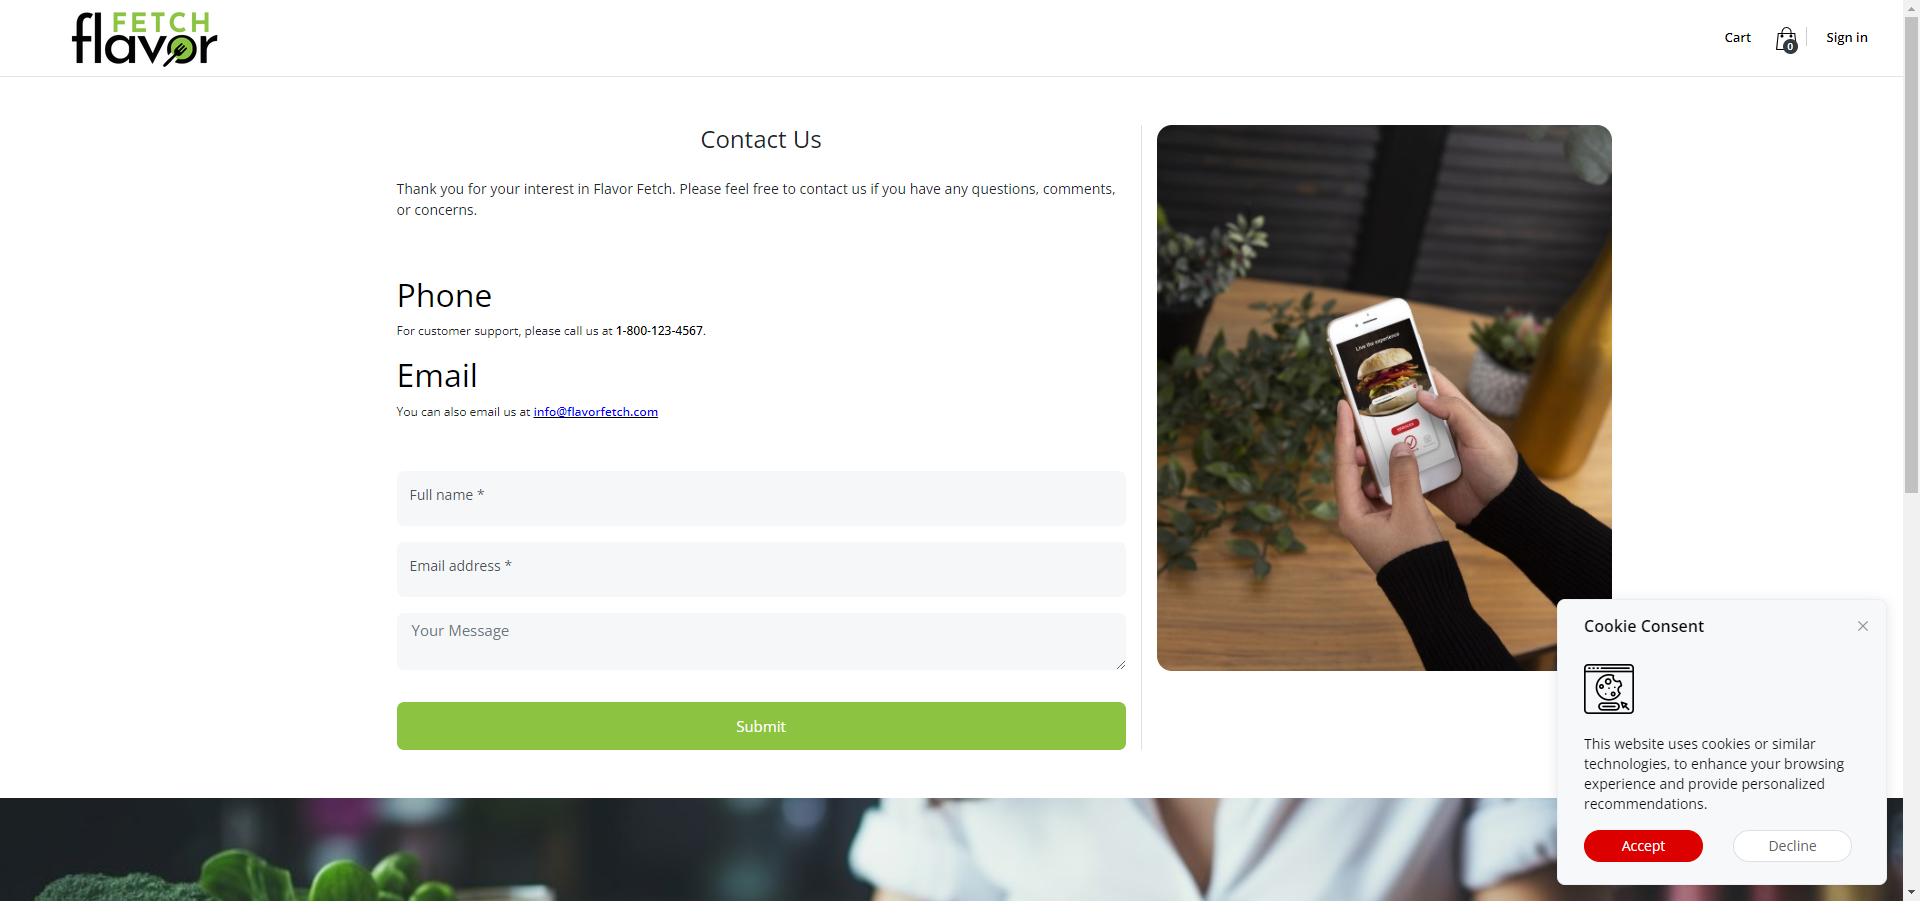 FETCH
flavor
Cart
0
Sign in
Contact Us
Thank you for your interest in Flavor Fetch. Please feel free to contact us if you have any questions, comments,
or concerns.
Phone
For customer support, please call us at 1-800-123-4567.
Email
You can also email us at info@flavorfetch.com
Full name *
Email address *
Your Message
Submit
Live the experience
Cookie Consent
This website uses cookies or similar
technologies, to enhance your browsing
experience and provide personalized
recommendations.
Accept
Decline